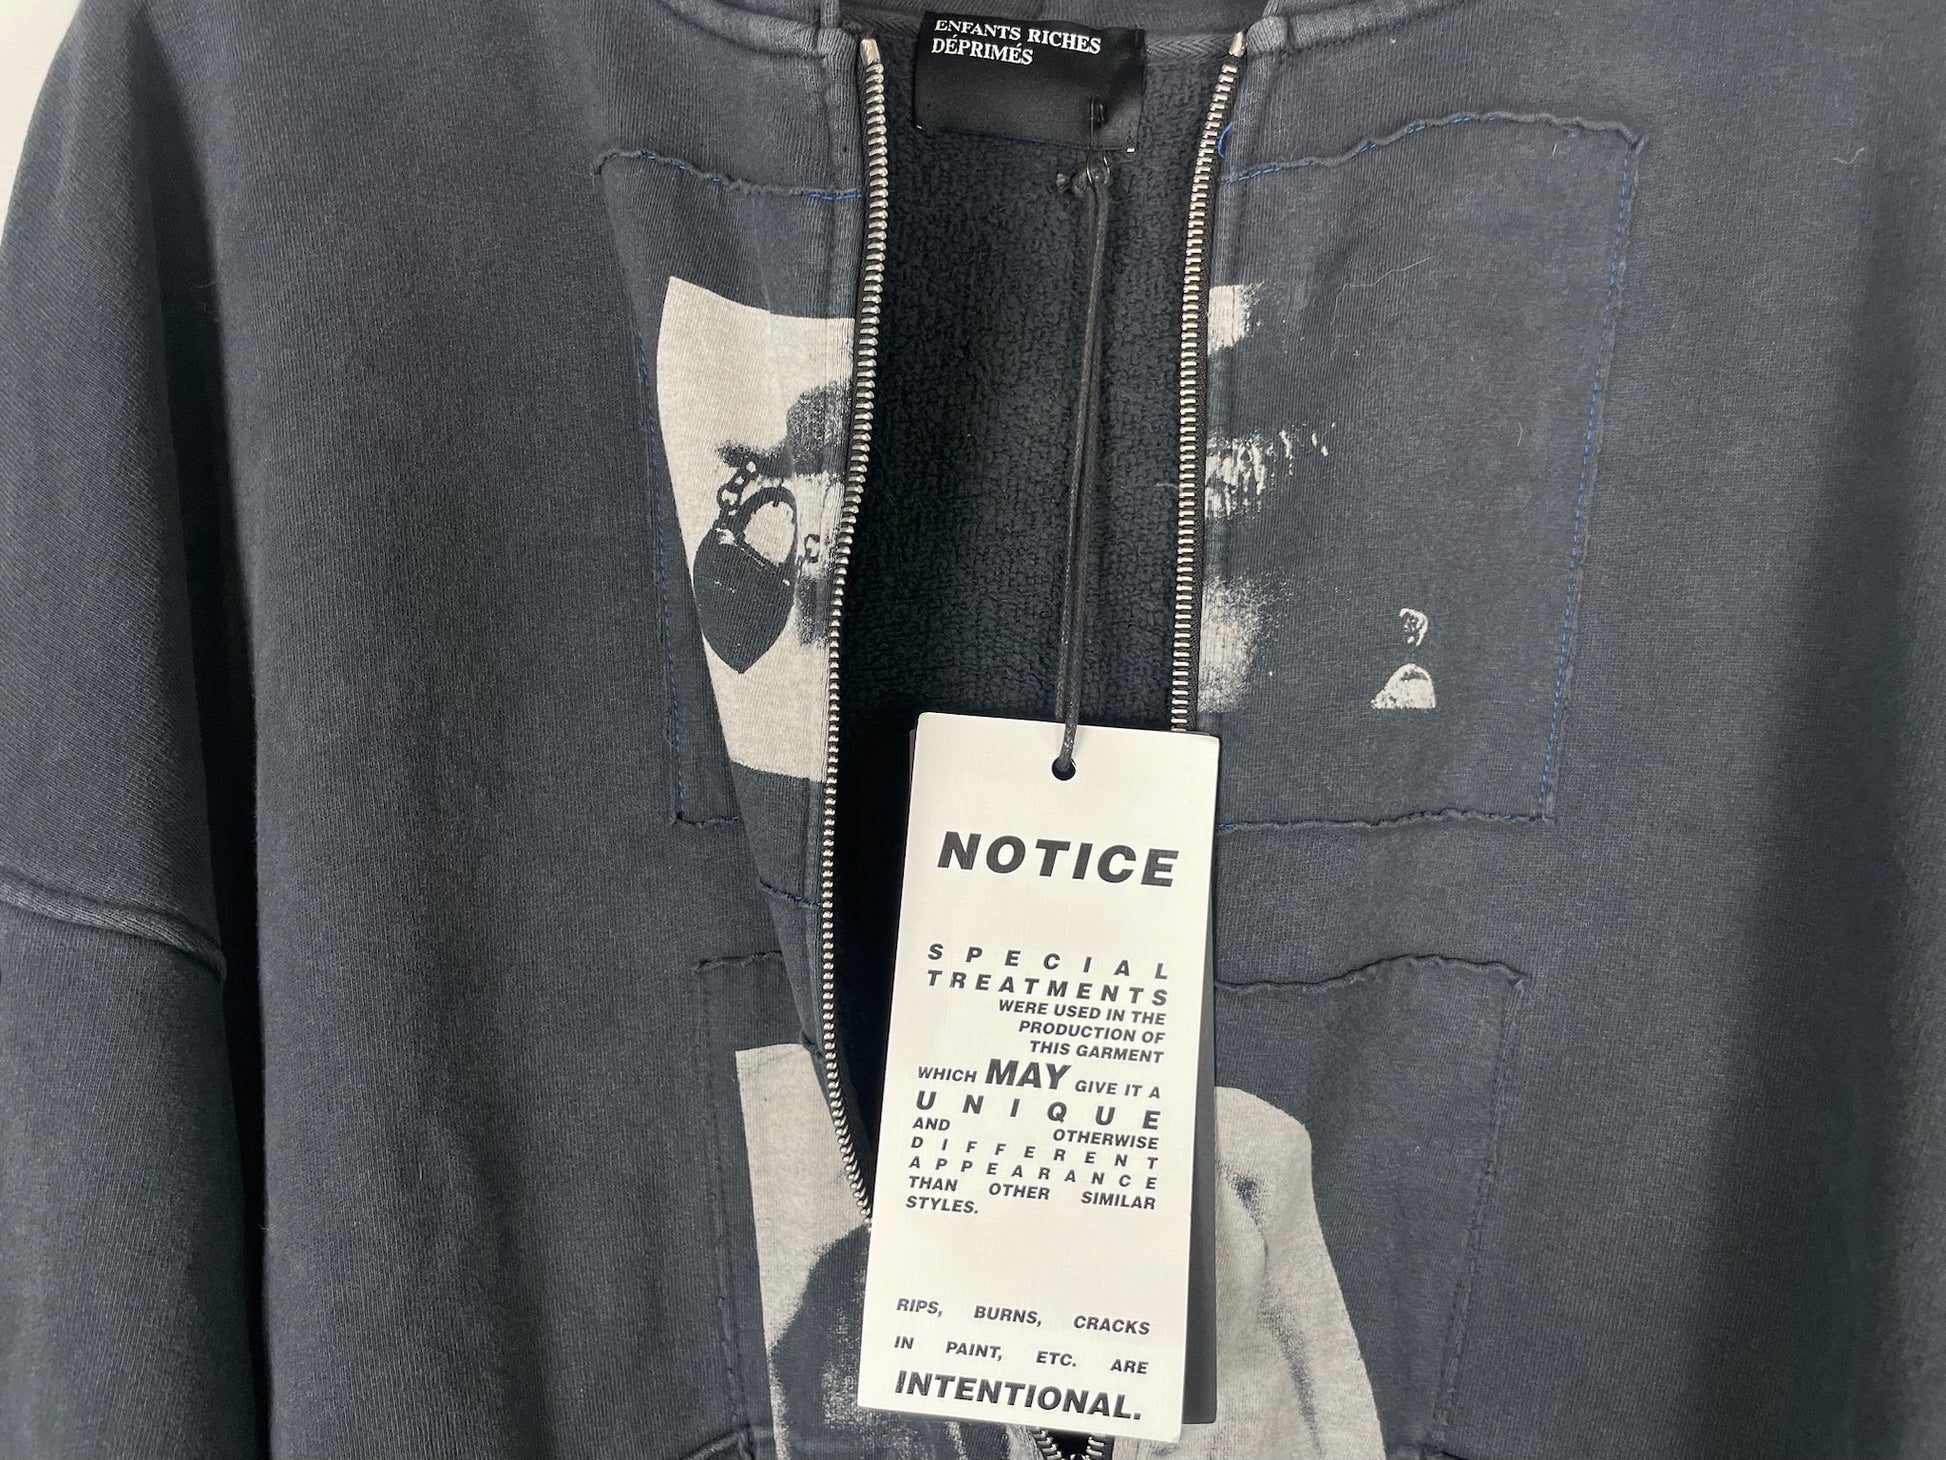 ENFANTS RICHES
DÉPRIMÉS
NOTICE
SPECIAL
TREATMENTS
WERE USED IN THE
PRODUCTION OF
THIS GARMENT
WHICH MAY GIVE IT A
UNIQUE
AND OTHERWISE
DIFFERENT
APPEARANCE
THAN OTHER SIMILAR
STYLES.
RIPS, BURNS, CRACKS
IN PAINT, ETC. ARE
INTENTIONAL.